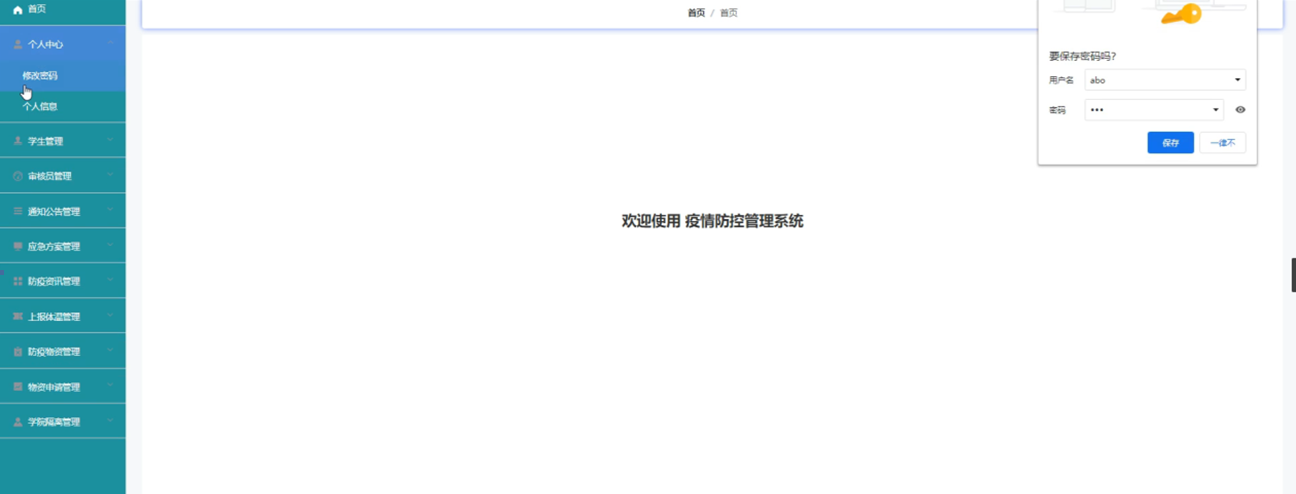 首页
个人中心
修改密码
个人信息
学生管理
审核员管理
通知公告管理
应急方案管理
防疫资讯管理
上报体温管理
防疫物资管理
物资申请管理
学院隔离管理
首页 / 首页
欢迎使用 疫情防控管理系统
要保存密码吗?
用户名 abo
密码 •••
保存 一律不